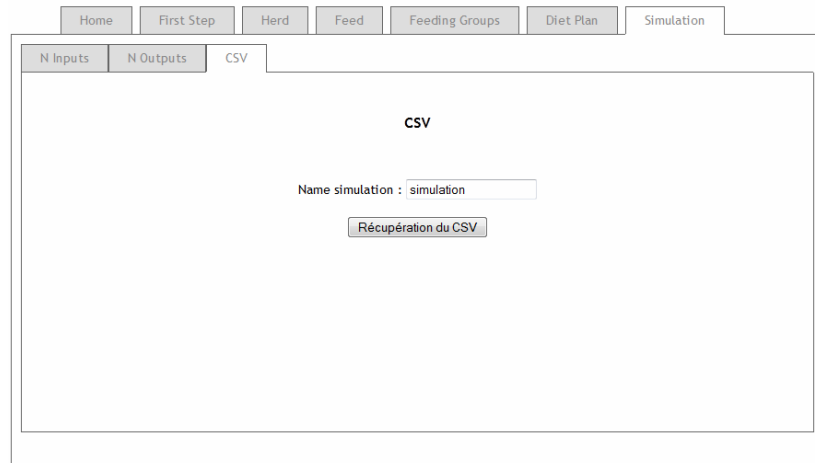 Home First Step Herd Feed Feeding Groups Diet Plan Simulation
N Inputs N Outputs CSV
CSV
Name simulation : simulation
Récupération du CSV